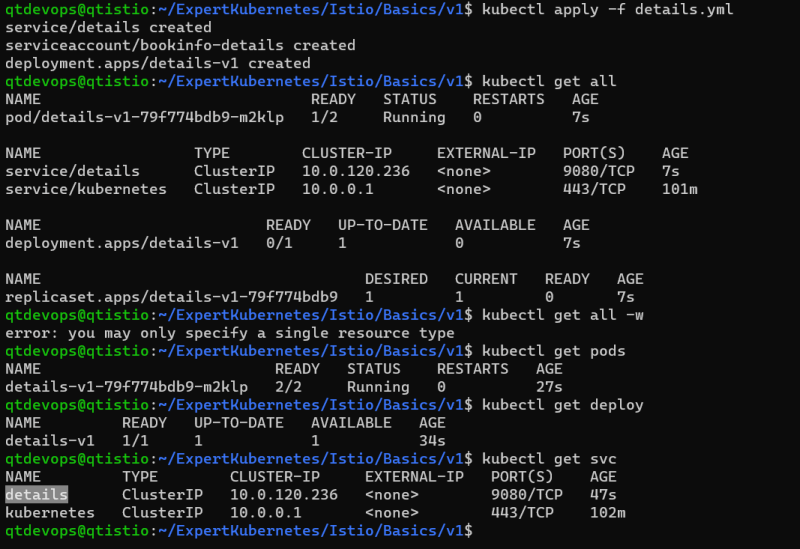 qtdevops@qtistio:~/ExpertKubernetes/Istio/Basics/v1$ kubectl apply -f details.yml
service/details created
serviceaccount/bookinfo-details created
deployment.apps/details-v1 created
qtdevops@qtistio:~/ExpertKubernetes/Istio/Basics/v1$ kubectl get all
NAME                              READY   STATUS    RESTARTS   AGE
pod/details-v1-79f774bdb9-m2klp   1/2     Running   0          7s

NAME                 TYPE        CLUSTER-IP     EXTERNAL-IP   PORT(S)    AGE
service/details      ClusterIP   10.0.120.236   <none>        9080/TCP   7s
service/kubernetes   ClusterIP   10.0.0.1       <none>        443/TCP    101m

NAME                         READY   UP-TO-DATE   AVAILABLE   AGE
deployment.apps/details-v1   0/1     1            0           7s

NAME                                    DESIRED   CURRENT   READY   AGE
replicaset.apps/details-v1-79f774bdb9   1         1         0       7s
qtdevops@qtistio:~/ExpertKubernetes/Istio/Basics/v1$ kubectl get all -w
error: you may only specify a single resource type
qtdevops@qtistio:~/ExpertKubernetes/Istio/Basics/v1$ kubectl get pods
NAME                          READY   STATUS    RESTARTS   AGE
details-v1-79f774bdb9-m2klp   2/2     Running   0          27s
qtdevops@qtistio:~/ExpertKubernetes/Istio/Basics/v1$ kubectl get deploy
NAME         READY   UP-TO-DATE   AVAILABLE   AGE
details-v1   1/1     1            1           34s
qtdevops@qtistio:~/ExpertKubernetes/Istio/Basics/v1$ kubectl get svc
NAME         TYPE        CLUSTER-IP     EXTERNAL-IP   PORT(S)    AGE
details      ClusterIP   10.0.120.236   <none>        9080/TCP   47s
kubernetes   ClusterIP   10.0.0.1       <none>        443/TCP    102m
qtdevops@qtistio:~/ExpertKubernetes/Istio/Basics/v1$